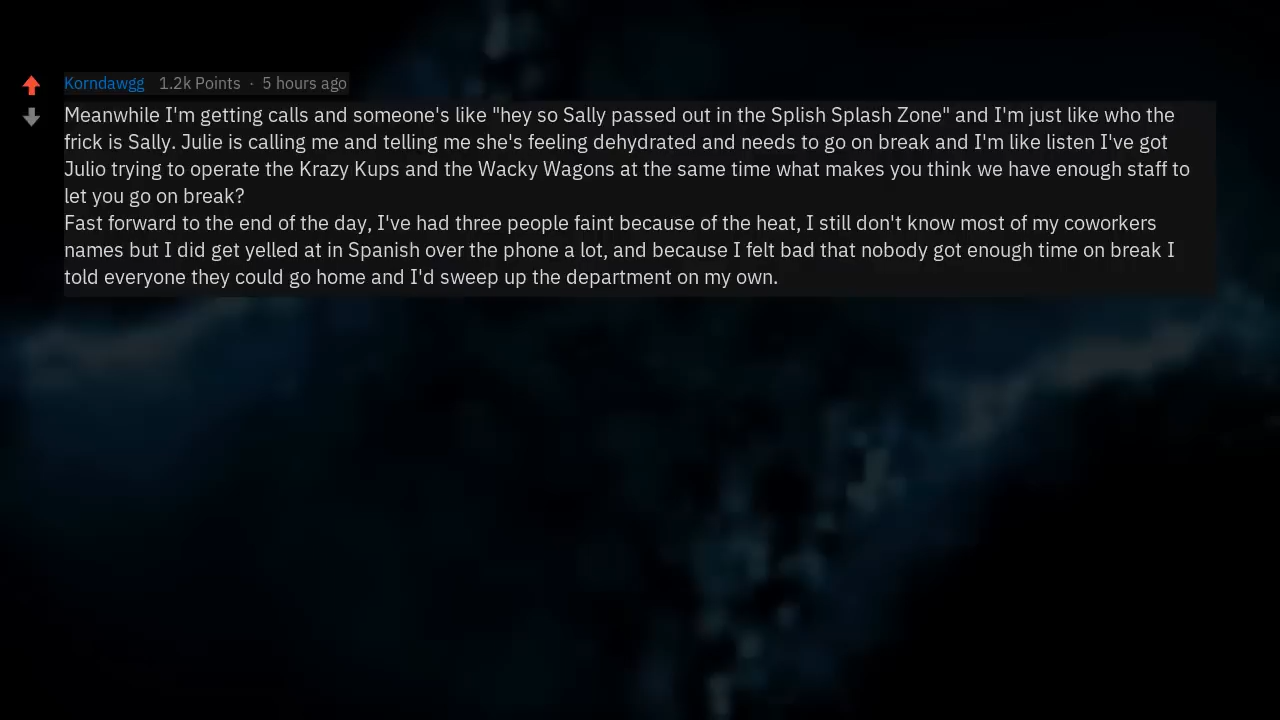 Korndawgg 1.2k Points · 5 hours ago
Meanwhile I'm getting calls and someone's like "hey so Sally passed out in the Splish Splash Zone" and I'm just like who the
frick is Sally. Julie is calling me and telling me she's feeling dehydrated and needs to go on break and I'm like listen I've got
Julio trying to operate the Krazy Kups and the Wacky Wagons at the same time what makes you think we have enough staff to
let you go on break?
Fast forward to the end of the day, I've had three people faint because of the heat, I still don't know most of my coworkers
names but I did get yelled at in Spanish over the phone a lot, and because I felt bad that nobody got enough time on break I
told everyone they could go home and I'd sweep up the department on my own.